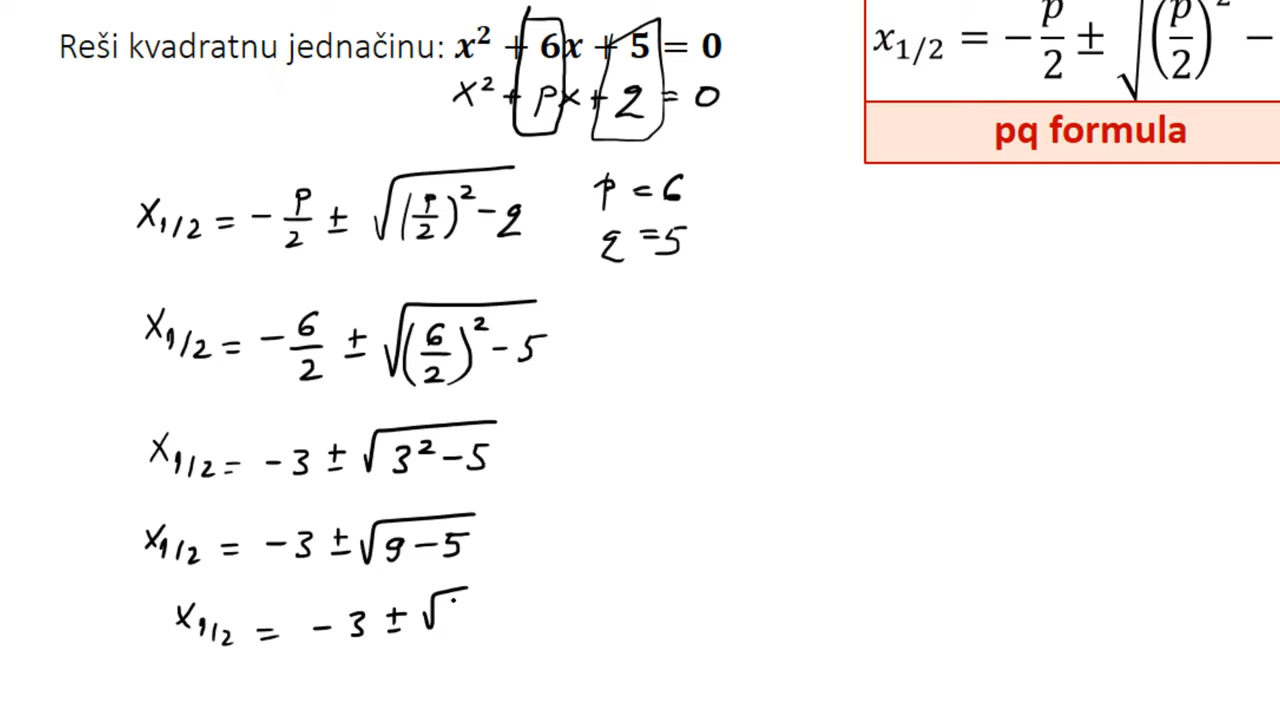 Reši kvadratnu jednačinu: x² + 6x + 5 = 0
x² + px + q = 0
x₁/₂ = −p/2 ± √((p/2)² − q
p = 6
q = 5
x₁/₂ = −p/2 ± √((p/2)² −
pq formula
x₁/₂ = −6/2 ± √((6/2)² − 5)
x₁/₂ = −3 ± √(3² − 5)
x₁/₂ = −3 ± √(9 − 5)
x₁/₂ = −3 ± √